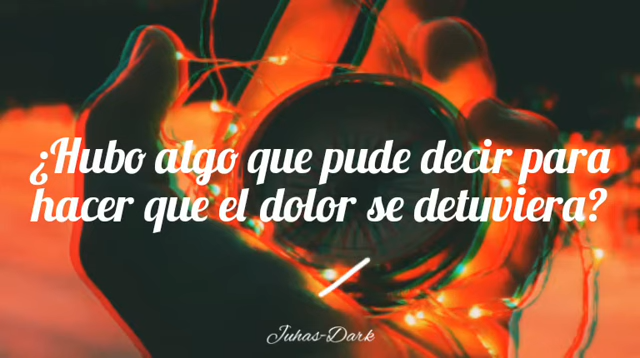 ¿Hubo algo que pude decir para
hacer que el dolor se detuviera?
Juhas-Dark